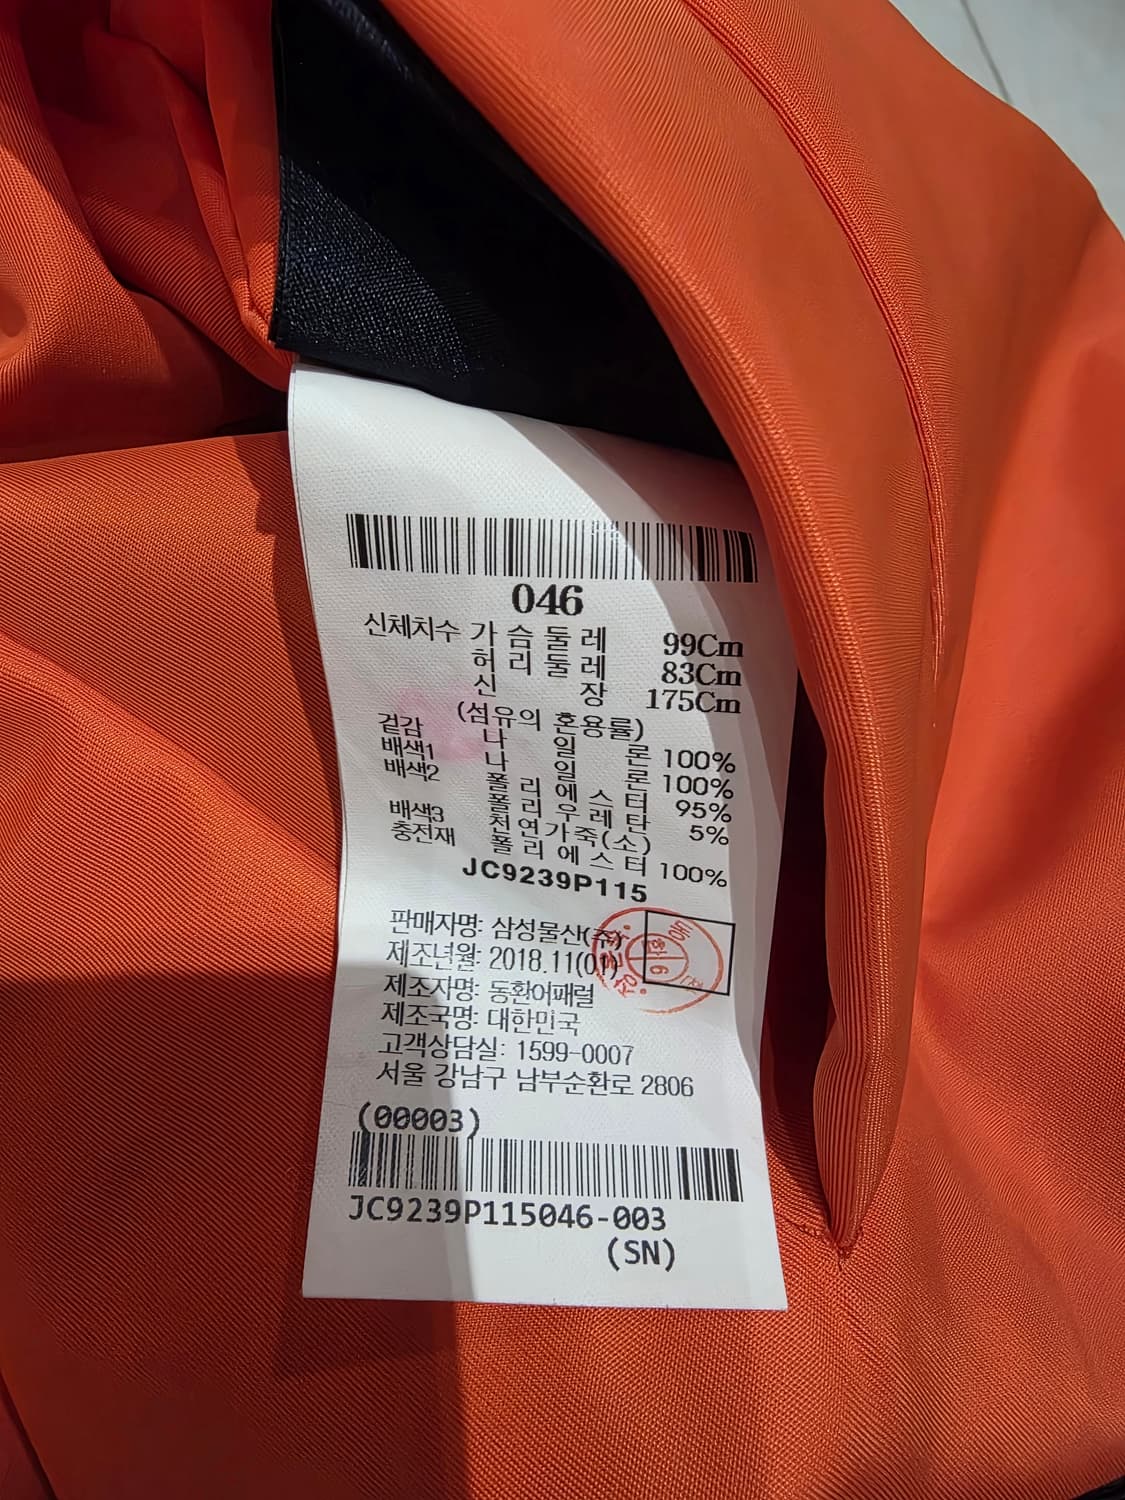 046
신체치수 가 슴 둘 레 99Cm
허 리 둘 레 83Cm
신 장 175Cm
(섬유의 혼용률)
겉감 나 일 론 100%
배색1 나 일 론 100%
배색2 폴 리 에 스 터 95%
폴 리 우 레 탄 5%
배색3 천연가죽(소)
충전재 폴 리 에 스 터 100%
JC9239P115
판매자명: 삼성물산(주)
제조년월: 2018.11(01)
제조자명: 동환어패럴
제조국명: 대한민국
고객상담실: 1599-0007
서울 강남구 남부순환로 2806
(00003)
JC9239P115046-003
(SN)